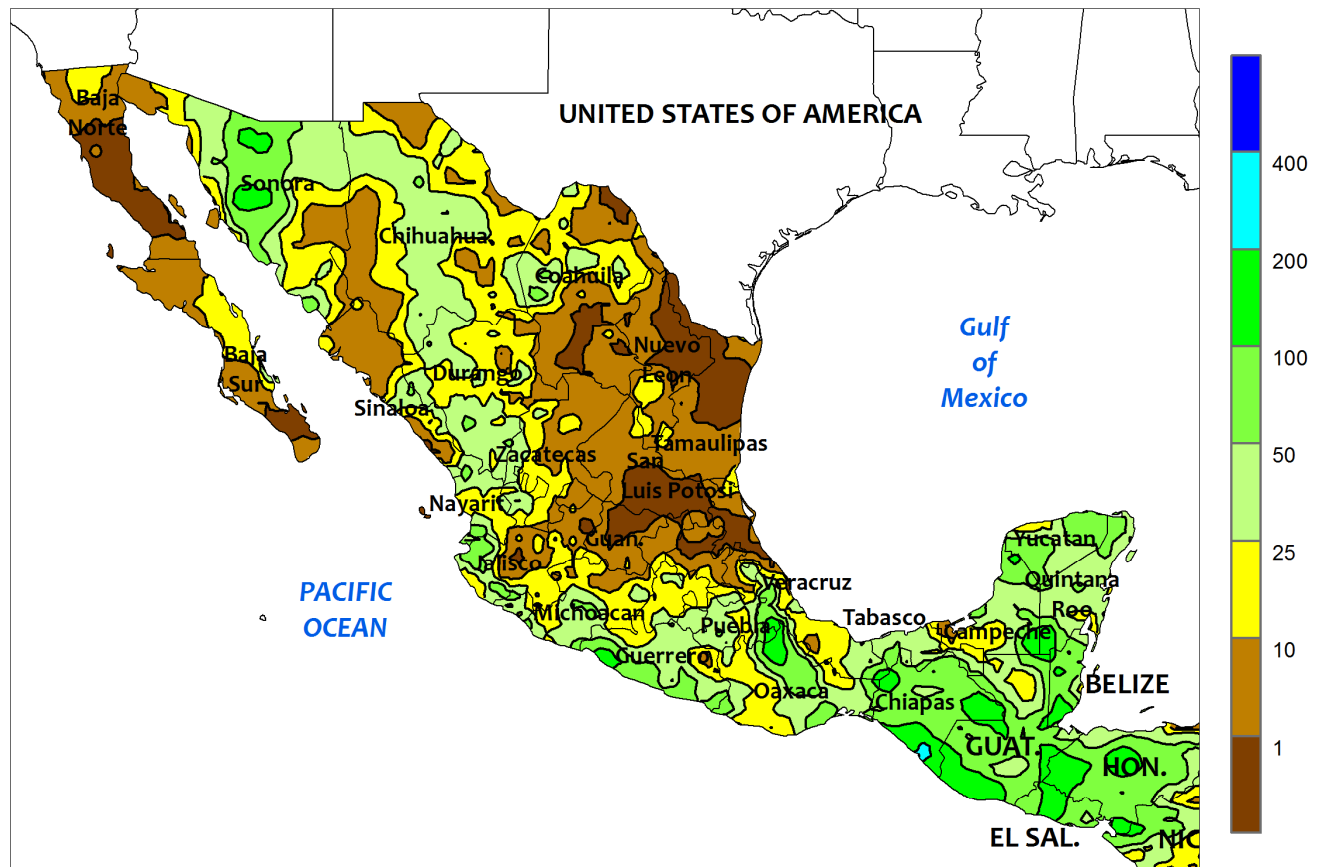 UNITED STATES OF AMERICA
Baja
Norte
Sonora
Chihuahua
Coahuila
Nuevo
Leon
Baja
Sur
Durango
Sinaloa
Tamaulipas
Zacatecas
San
Luis Potosi
Nayarit
Guan.
Jalisco
Gulf
of
Mexico
Yucatan
Quintana
Roo
Veracruz
PACIFIC
OCEAN
Michoacan
Tabasco
Puebla
Campeche
Guerrero
Oaxaca
Chiapas
BELIZE
GUAT.
HON.
EL SAL.
NIC
400
200
100
50
25
10
1